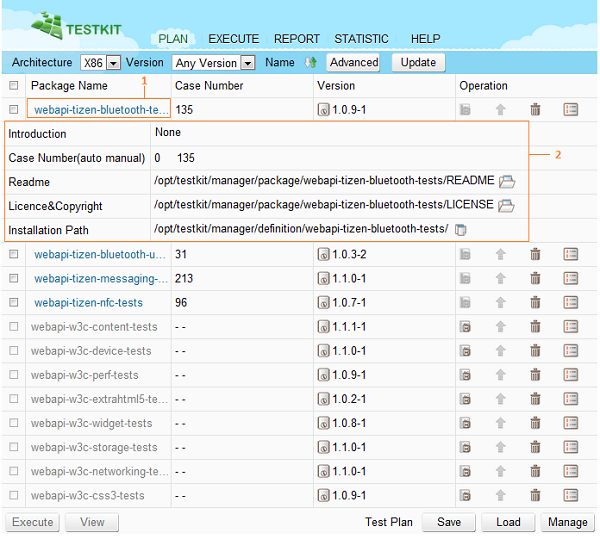 TESTKIT
PLAN EXECUTE REPORT STATISTIC HELP
Architecture X86 Version Any Version Name Advanced Update
Package Name Case Number Version Operation
1
webapi-tizen-bluetooth-te... 135 1.0.9-1
Introduction None
2
Case Number(auto manual) 0 135
Readme /opt/testkit/manager/package/webapi-tizen-bluetooth-tests/README
Licence&Copyright /opt/testkit/manager/package/webapi-tizen-bluetooth-tests/LICENSE
Installation Path /opt/testkit/manager/definition/webapi-tizen-bluetooth-tests/
webapi-tizen-bluetooth-u... 31 1.0.3-2
webapi-tizen-messaging-... 213 1.1.0-1
webapi-tizen-nfc-tests 96 1.0.7-1
webapi-w3c-content-tests - - 1.1.1-1
webapi-w3c-device-tests - - 1.1.0-1
webapi-w3c-perf-tests - - 1.0.9-1
webapi-w3c-extrahtml5-te... - - 1.0.2-1
webapi-w3c-widget-tests - - 1.0.8-1
webapi-w3c-storage-tests - - 1.1.0-1
webapi-w3c-networking-te... - - 1.1.0-1
webapi-w3c-css3-tests - - 1.0.9-1
Execute View Test Plan Save Load Manage